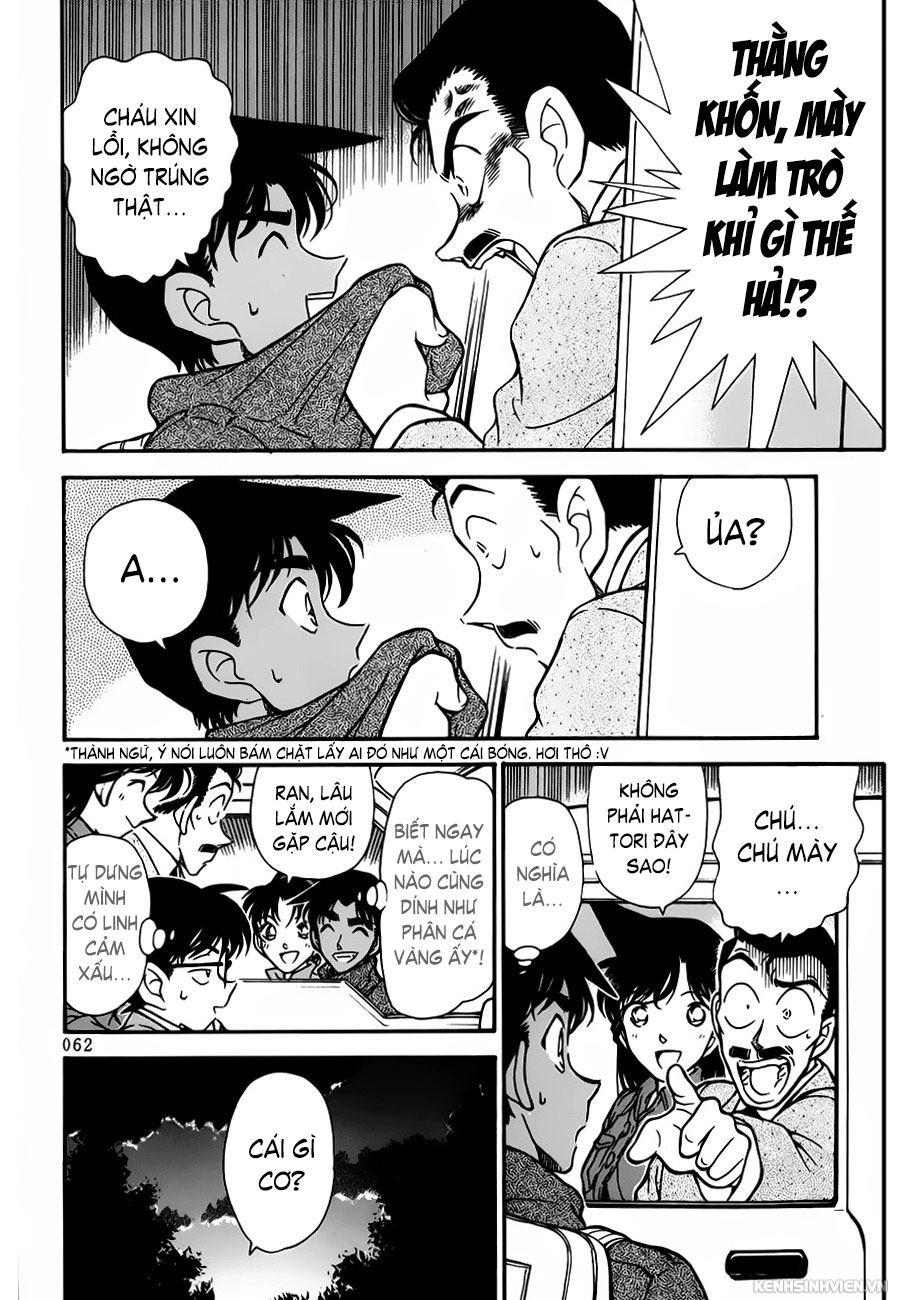 THẰNG
KHỐN, MÀY
LÀM TRÒ
KHỈ GÌ THẾ
HẢ!?
CHÁU XIN
LỖI, KHÔNG
NGỜ TRÚNG
THẬT...
ỦA?
A...
*THÀNH NGỮ, Ý NÓI LUÔN BÁM CHẶT LẤY AI ĐÓ NHƯ MỘT CÁI BÓNG. HƠI THÔ :V
CHÚ...
CHÚ MÀY
...
KHÔNG
PHẢI HAT-
TORI ĐÂY
SAO!
CÓ
NGHĨA
LÀ...
BIẾT NGAY
MÀ... LÚC
NÀO CŨNG
DÍNH NHƯ
PHÂN CÁ
VÀNG ẤY*!
RAN, LÂU
LẮM MỚI
GẶP CẬU!
TỰ DƯNG
MÌNH
CÓ LINH
CẢM
XẤU...
062
CÁI GÌ
CƠ?
KENHSINHVIEN.VN